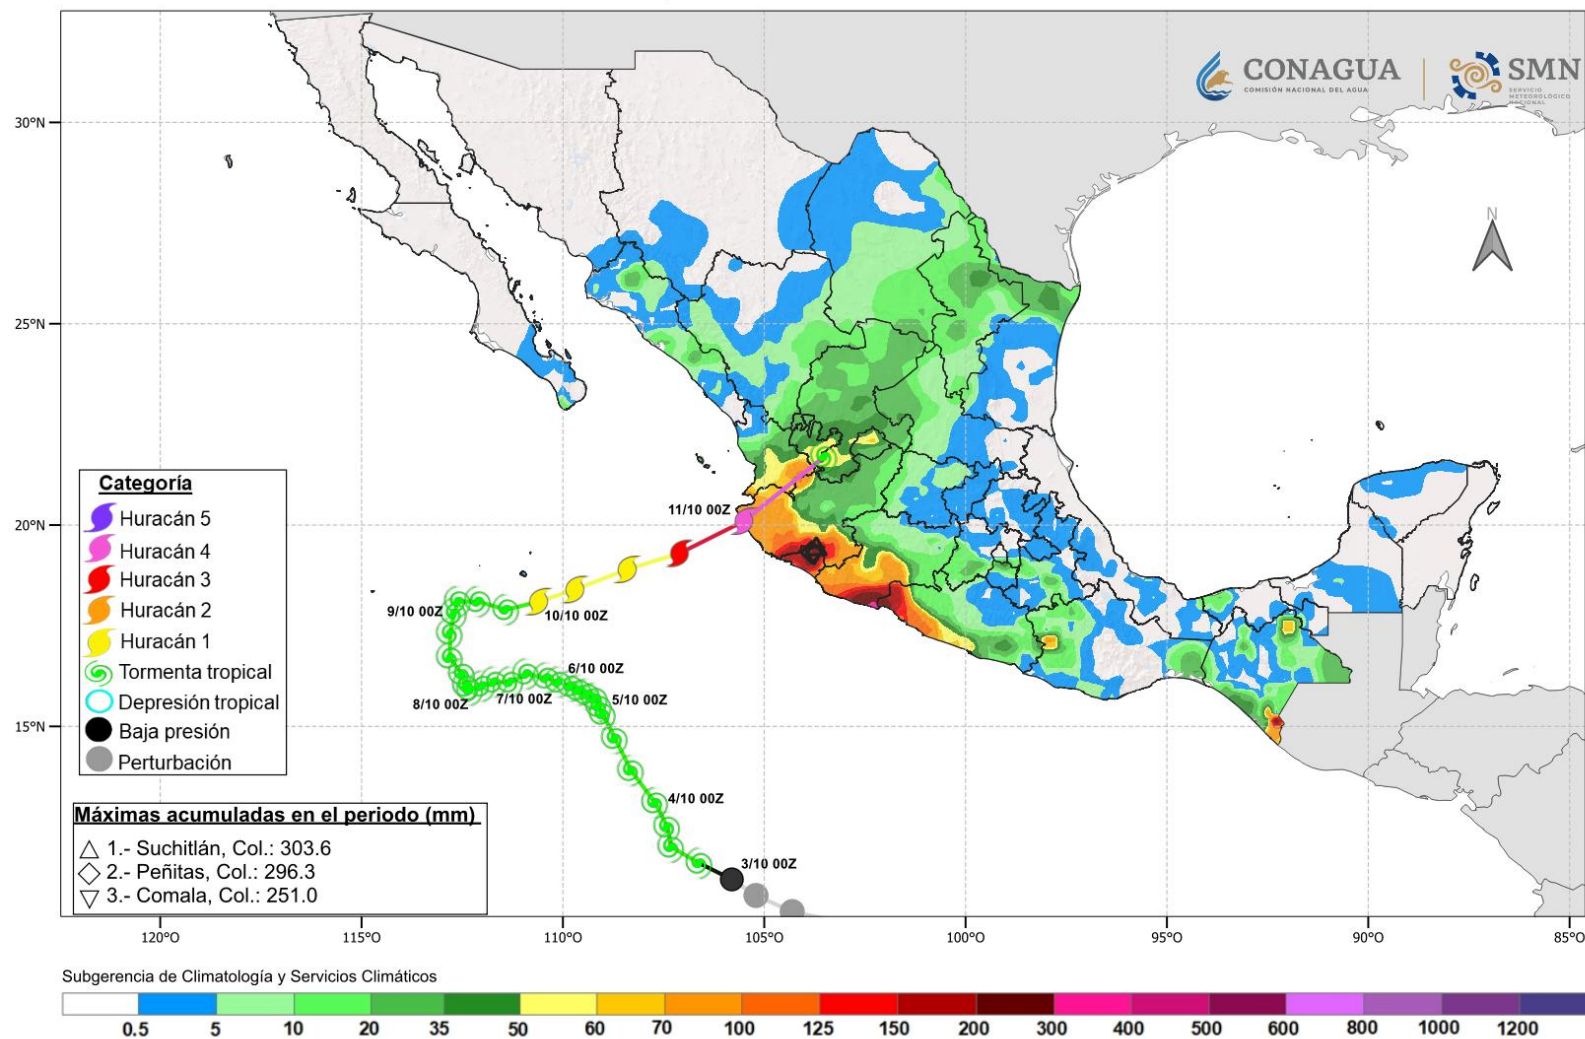 CONAGUA
COMISIÓN NACIONAL DEL AGUA
SMN
SERVICIO
METEOROLÓGICO
NACIONAL
30°N
N
25°N
Categoría
Huracán 5
Huracán 4
Huracán 3
Huracán 2
Huracán 1
Tormenta tropical
Depresión tropical
Baja presión
Perturbación
11/10 00Z
20°N
9/10 00Z
10/10 00Z
6/10 00Z
8/10 00Z
7/10 00Z
5/10 00Z
15°N
4/10 00Z
3/10 00Z
Máximas acumuladas en el periodo (mm)
1.- Suchitlán, Col.: 303.6
2.- Peñitas, Col.: 296.3
3.- Comala, Col.: 251.0
120°O 115°O 110°O 105°O 100°O 95°O 90°O 85°O
Subgerencia de Climatología y Servicios Climáticos
0.5 5 10 20 35 50 60 70 100 125 150 200 300 400 500 600 800 1000 1200